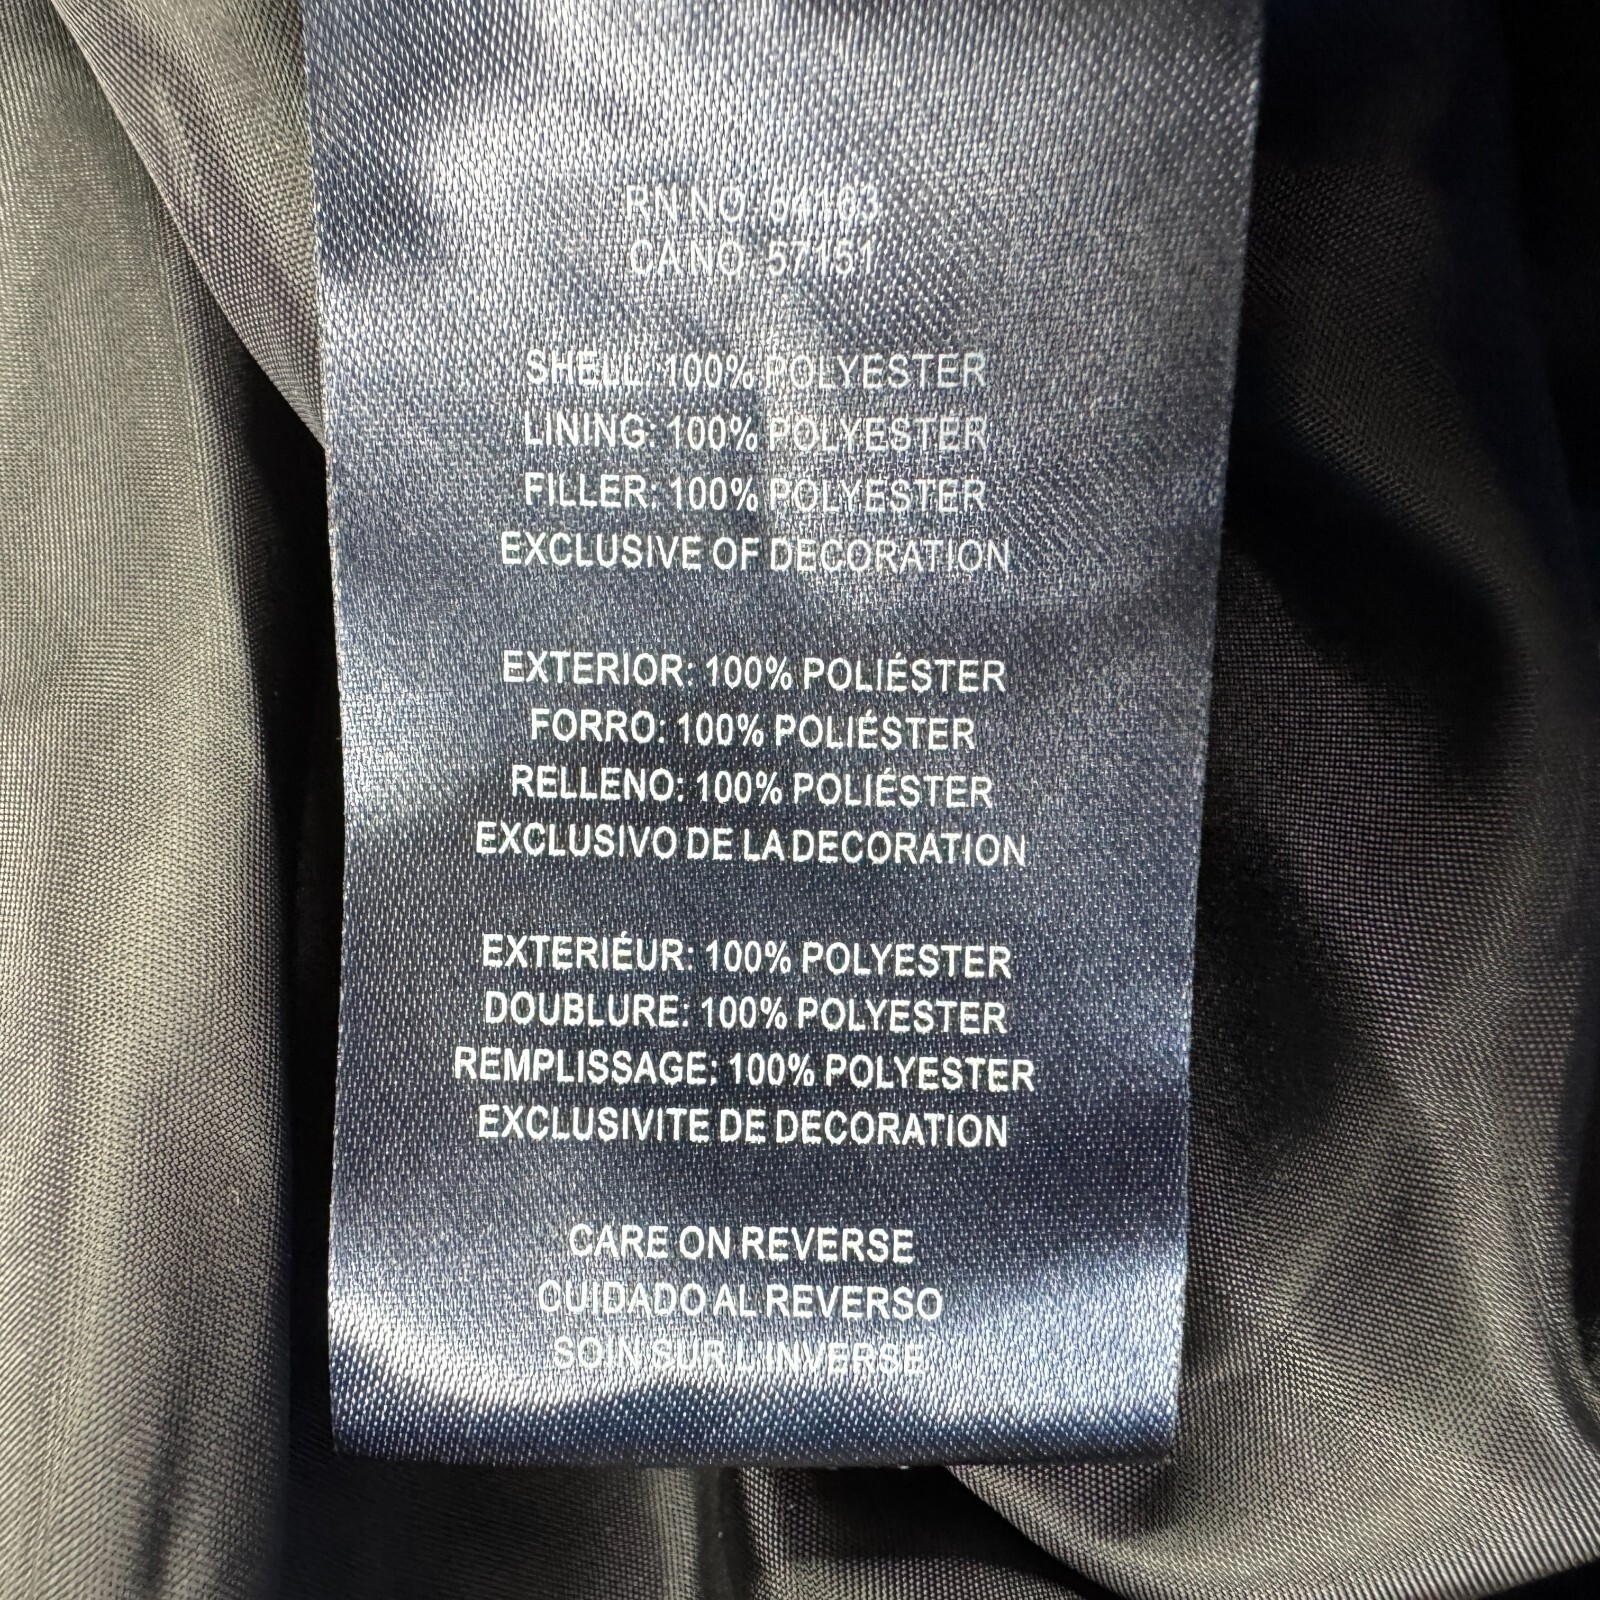 RN NO. 54163
CA NO. 57151
SHELL: 100% POLYESTER
LINING: 100% POLYESTER
FILLER: 100% POLYESTER
EXCLUSIVE OF DECORATION
EXTERIOR: 100% POLIÉSTER
FORRO: 100% POLIÉSTER
RELLENO: 100% POLIÉSTER
EXCLUSIVO DE LA DECORATION
EXTERIÉUR: 100% POLYESTER
DOUBLURE: 100% POLYESTER
REMPLISSAGE: 100% POLYESTER
EXCLUSIVITE DE DECORATION
CARE ON REVERSE
CUIDADO AL REVERSO
SOIN SUR L'INVERSE